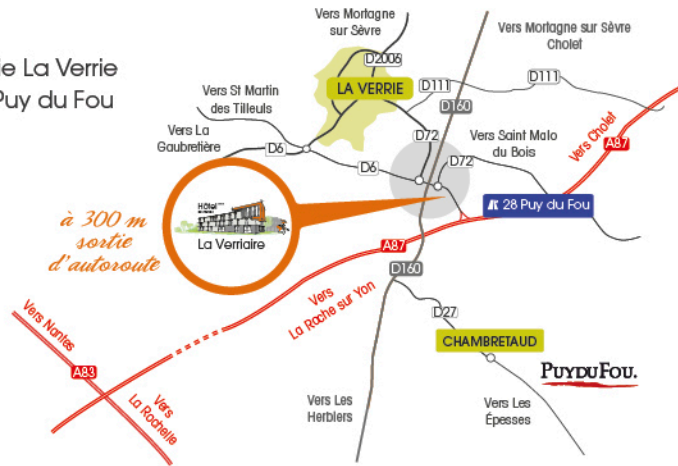 Vers Mortagne
sur Sèvre
Vers Mortagne sur Sèvre
Cholet
ie La Verrie
Puy du Fou
D2006
LA VERRIE
D111
D111
D160
Vers St Martin
des Tilleuls
Vers La
Gaubretière
D6
D6
D72
D72
Vers Saint Malo
du Bois
Vers Cholet
A87
28 Puy du Fou
Hôtel
La Verriaire
à 300 m
sortie
d'autoroute
A87
D160
Vers
La Roche sur Yon
D27
CHAMBRETAUD
PUYDUFOU.
Vers Nantes
A83
Vers
La Rochelle
Vers Les
Herbiers
Vers Les
Épesses